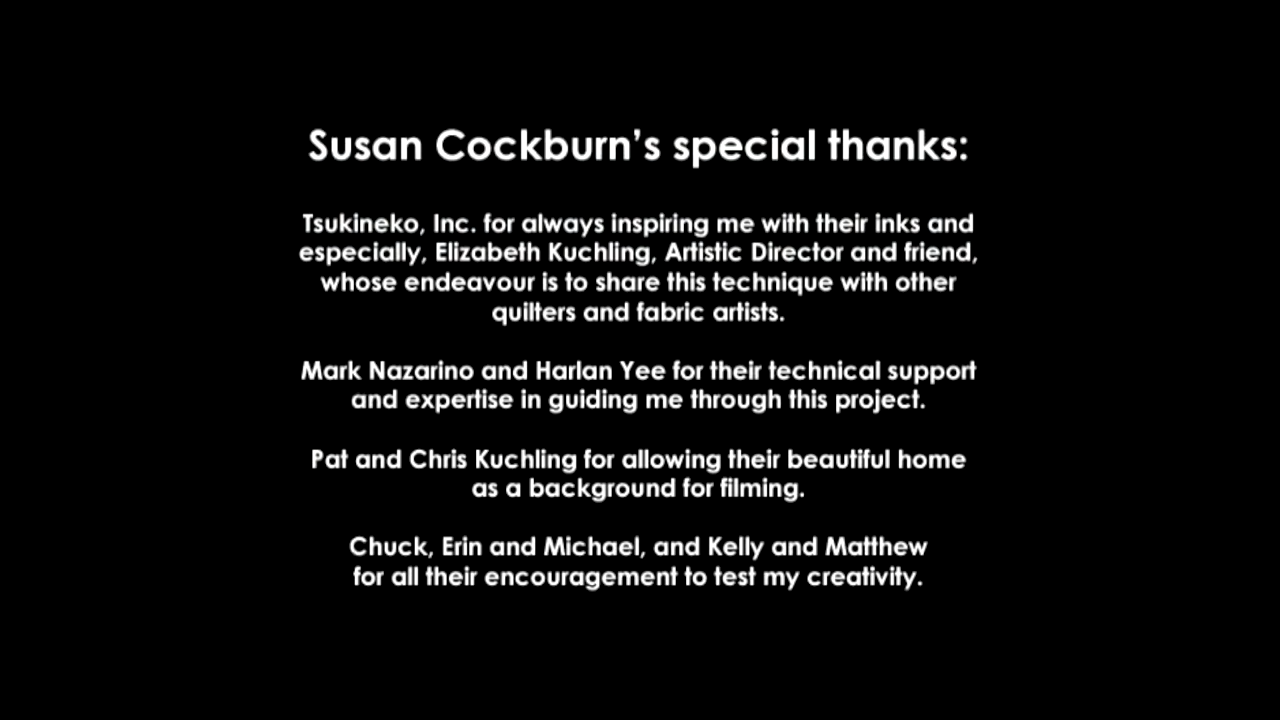 Susan Cockburn’s special thanks:
Tsukineko, Inc. for always inspiring me with their inks and
especially, Elizabeth Kuchling, Artistic Director and friend,
whose endeavour is to share this technique with other
quilters and fabric artists.
Mark Nazarino and Harlan Yee for their technical support
and expertise in guiding me through this project.
Pat and Chris Kuchling for allowing their beautiful home
as a background for filming.
Chuck, Erin and Michael, and Kelly and Matthew
for all their encouragement to test my creativity.